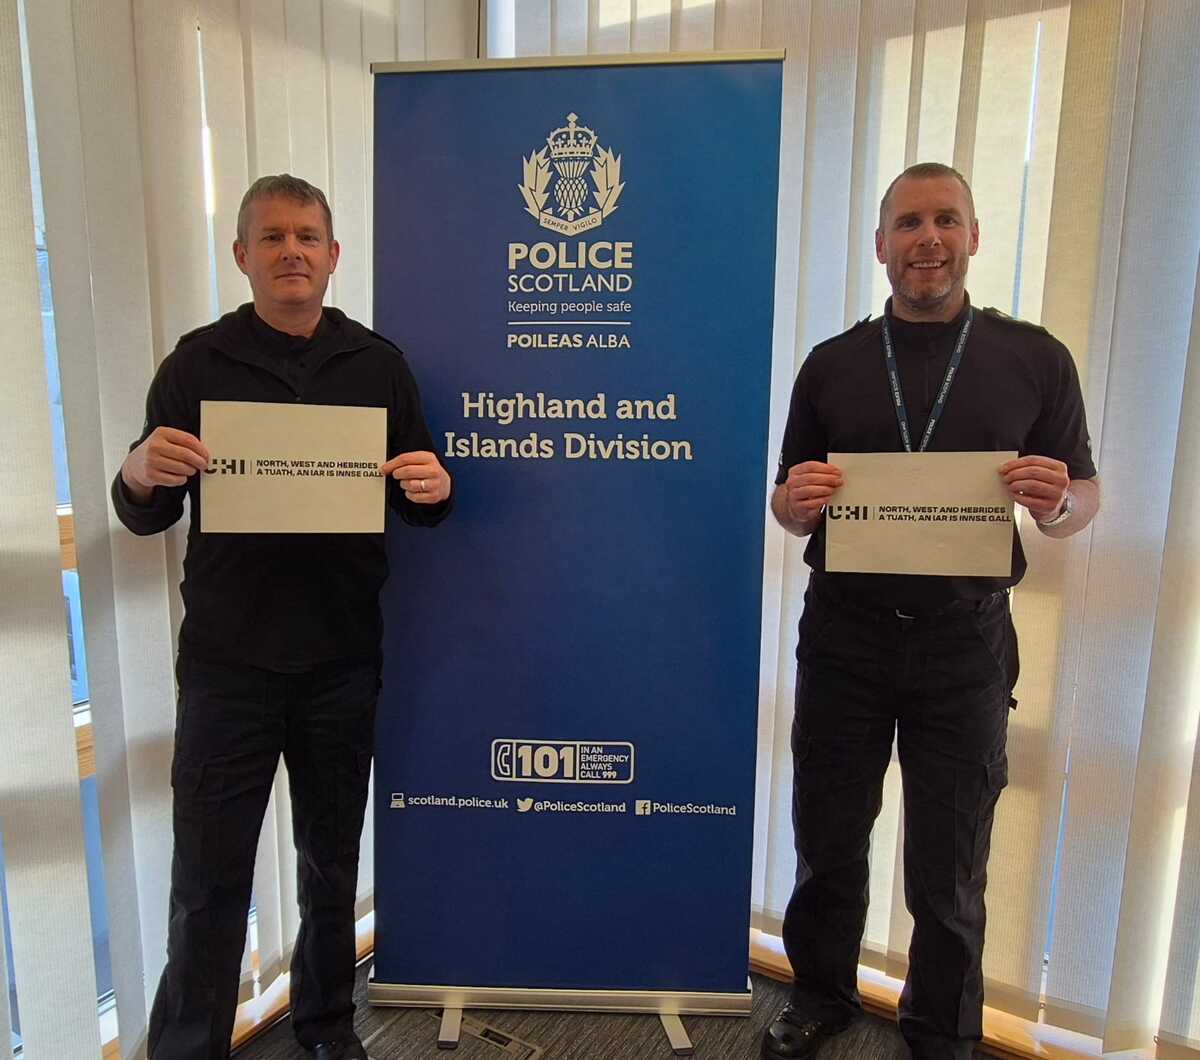 SEMPER VIGILO
POLICE
SCOTLAND
Keeping people safe
POILEAS ALBA
Highland and
Islands Division
101
IN AN
EMERGENCY
ALWAYS
CALL 999
scotland.police.uk @PoliceScotland PoliceScotland
UHI
NORTH, WEST AND HEBRIDES
A TUATH, AN IAR IS INNSE GALL
UHI
NORTH, WEST AND HEBRIDES
A TUATH, AN IAR IS INNSE GALL